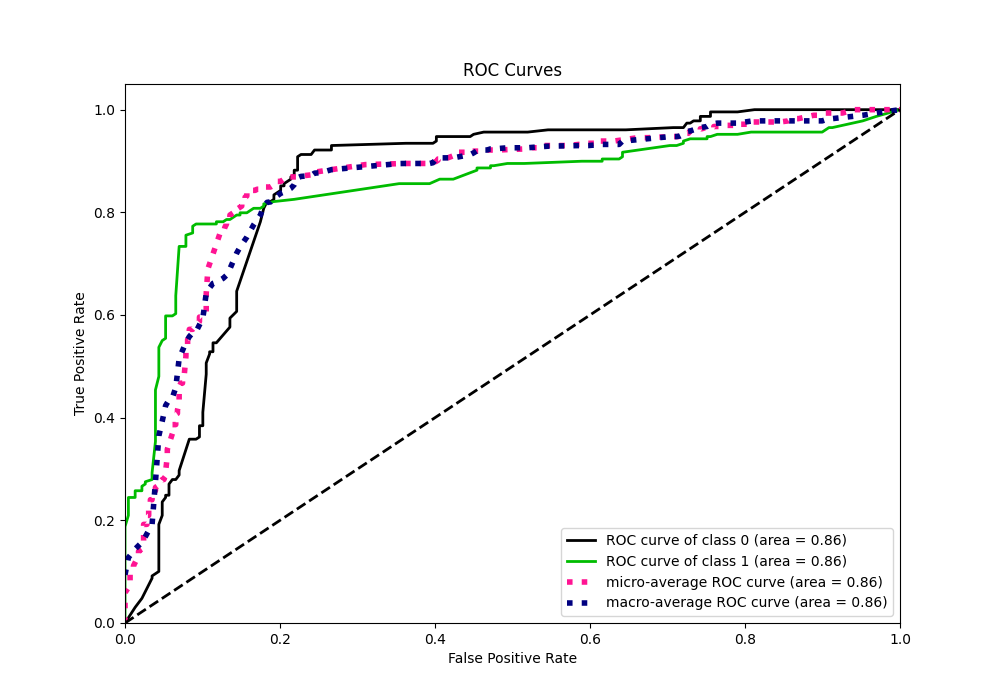 ROC Curves
True Positive Rate
1.0
0.8
0.6
0.4
0.2
0.0
0.0 0.2 0.4 0.6 0.8 1.0
False Positive Rate
ROC curve of class 0 (area = 0.86)
ROC curve of class 1 (area = 0.86)
micro-average ROC curve (area = 0.86)
macro-average ROC curve (area = 0.86)